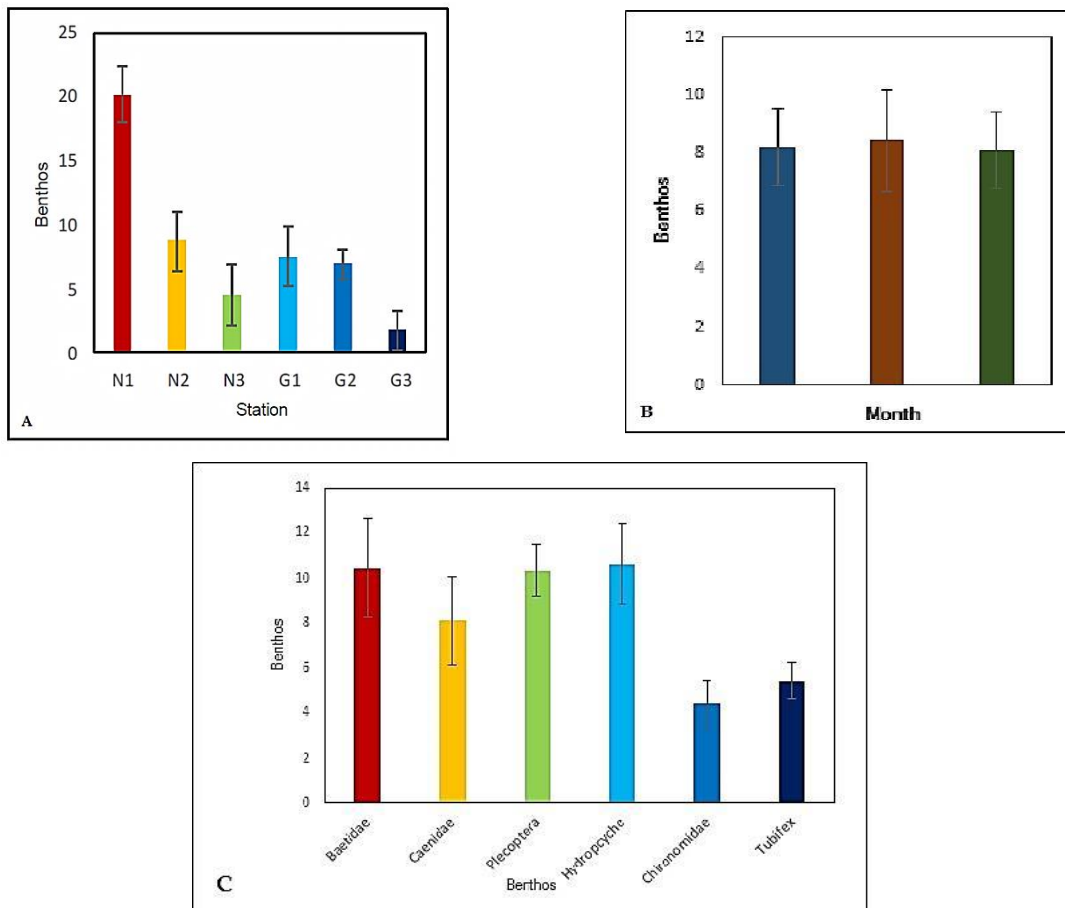 25
20
15
10
5
0
Benthos
N1 N2 N3 G1 G2 G3
Station
A
12
10
8
6
4
2
0
Benthos
Month
B
14
12
10
8
6
4
2
0
Benthos
Baetidae Caenidae Plecoptera Hydropcyche Chironomidae Tubifex
Berthos
C